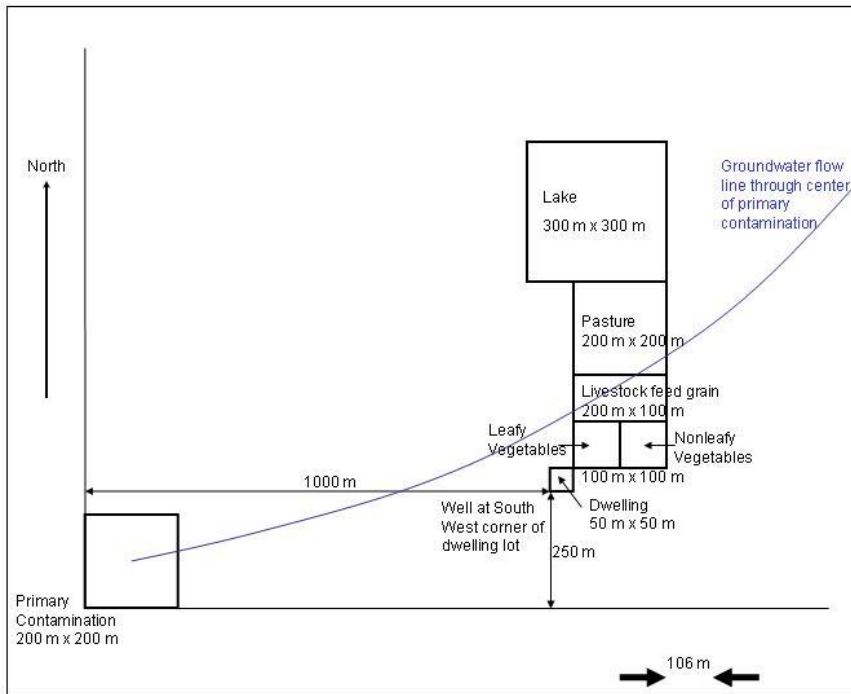 North
Lake
300 m x 300 m
Groundwater flow
line through center
of primary
contamination
Pasture
200 m x 200 m
Livestock feed grain
200 m x 100 m
Leafy
Vegetables
Nonleafy
Vegetables
100 m x 100 m
1000 m
Well at South
West corner of
dwelling lot
Dwelling
50 m x 50 m
250 m
Primary
Contamination
200 m x 200 m
106 m